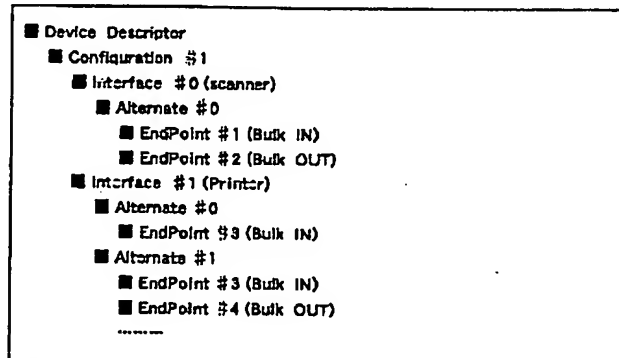 ■ Device Descriptor
■ Configuration #1
■ Interface #0 (scanner)
■ Alternate #0
■ EndPoint #1 (Bulk IN)
■ EndPoint #2 (Bulk OUT)
■ Interface #1 (Printer)
■ Alternate #0
■ EndPoint #3 (Bulk IN)
■ Alternate #1
■ EndPoint #3 (Bulk IN)
■ EndPoint #4 (Bulk OUT)
........